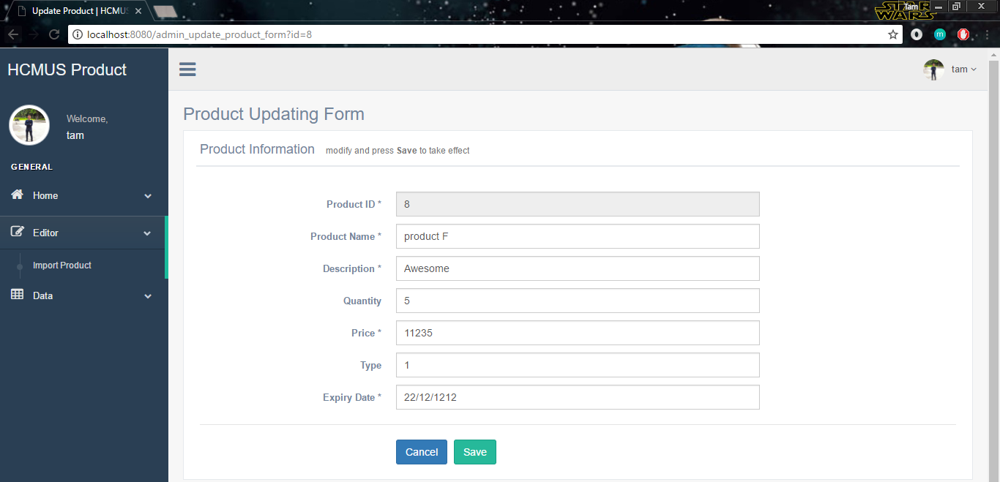 Update Product | HCMUS
STAR WARS
Tam
localhost:8080/admin_update_product_form?id=8
m
HCMUS Product
tam
Welcome,
tam
GENERAL
Home
Editor
Import Product
Data
Product Updating Form
Product Information modify and press Save to take effect
Product ID * 8
Product Name * product F
Description * Awesome
Quantity 5
Price * 11235
Type 1
Expiry Date * 22/12/1212
Cancel Save